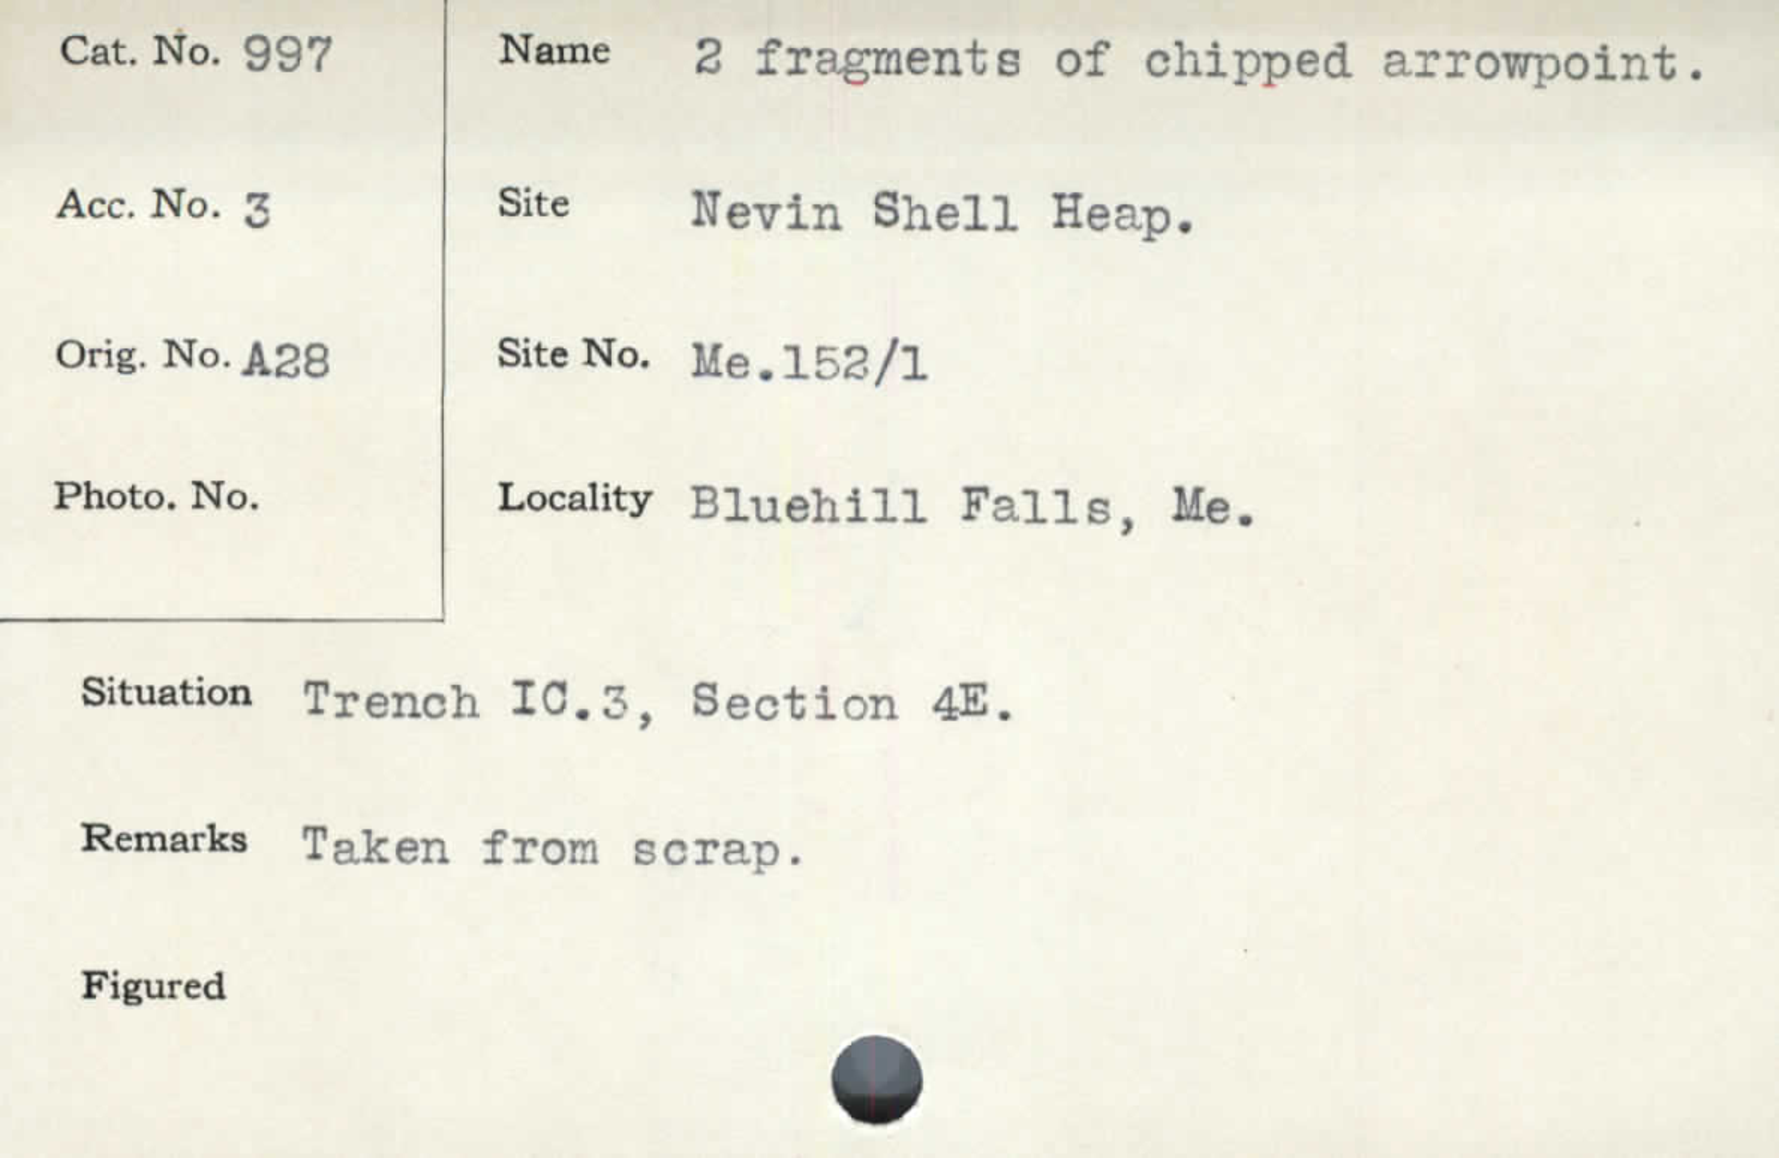 Cat. No. 997
Name 2 fragments of chipped arrowpoint.
Acc. No. 3
Site Nevin Shell Heap.
Orig. No. A28
Site No. Me.152/1
Photo. No.
Locality Bluehill Falls, Me.
Situation Trench IC.3, Section 4E.
Remarks Taken from scrap.
Figured